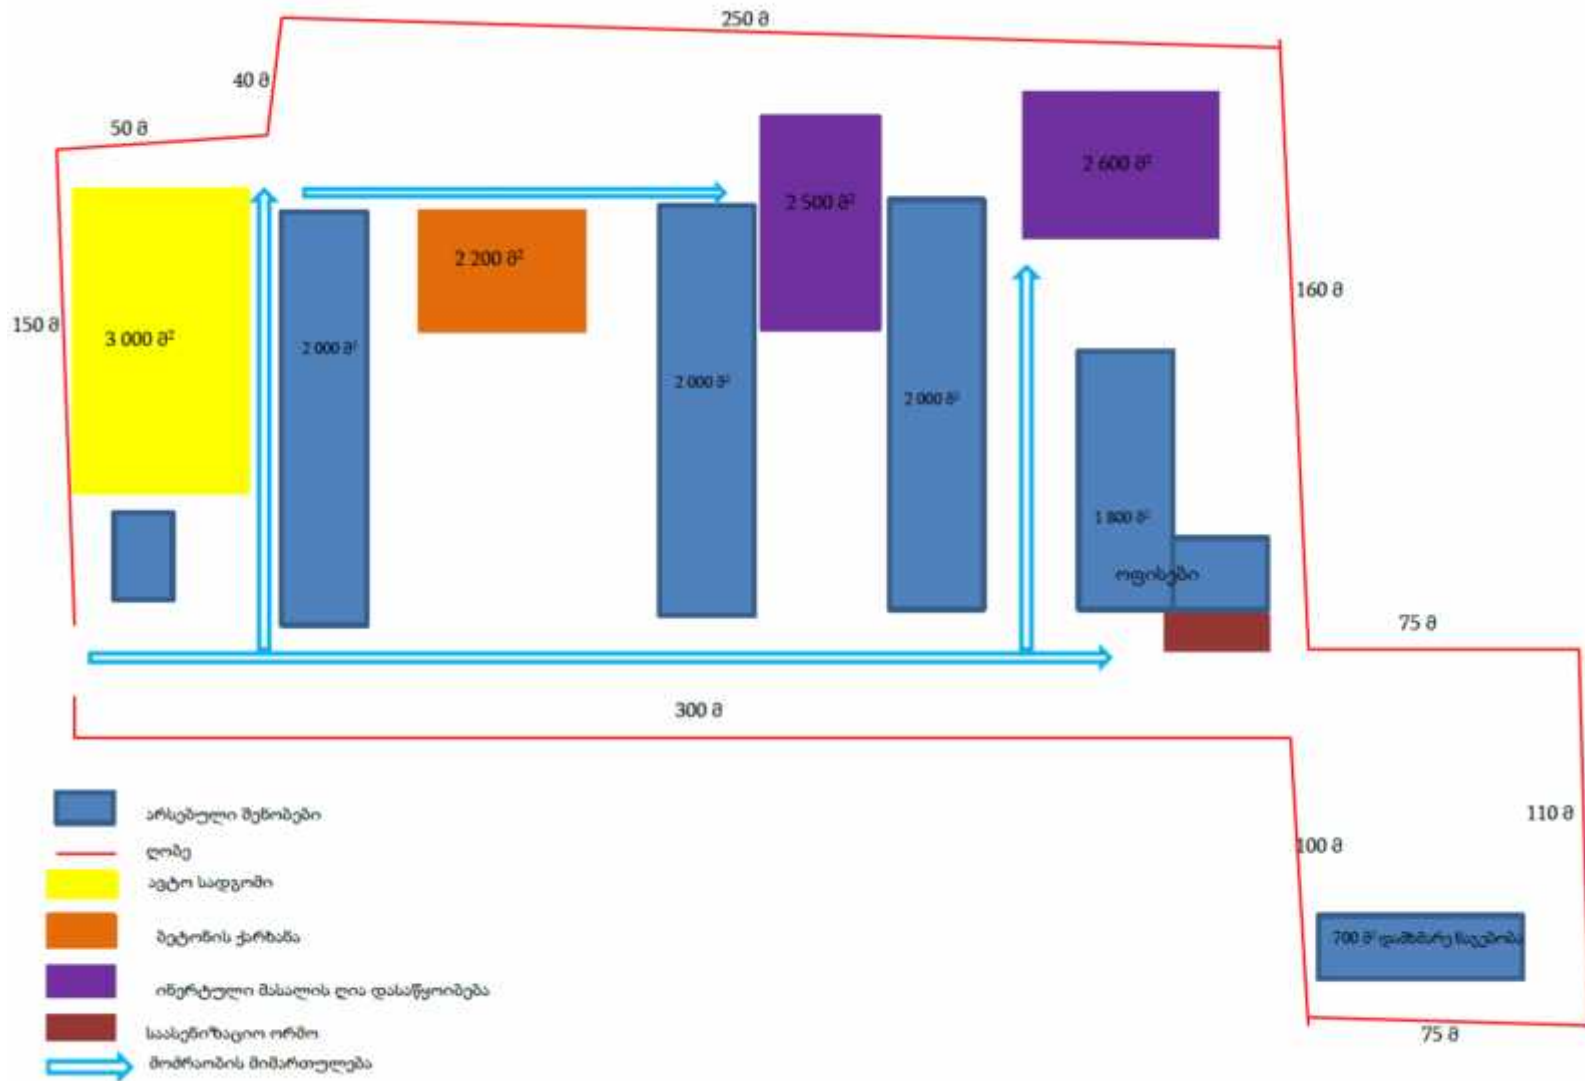 250 მ
40 მ
50 მ
2 600 მ²
2 500 მ²
2 200 მ²
160 მ
150 მ
3 000 მ²
2 000 მ²
2 000 მ²
2 000 მ²
1 800 მ²
ოფისები
75 მ
300 მ
არსებული შენობები
ღობე
ავტო სადგომი
ბეტონის ქარხანა
ინერტული მასალის ღია დასაწყოიბება
საასენიზაციო ორმო
მოძრაობის მიმართულება
110 მ
100 მ
700 მ² დამხმარე ნაგებობა
75 მ